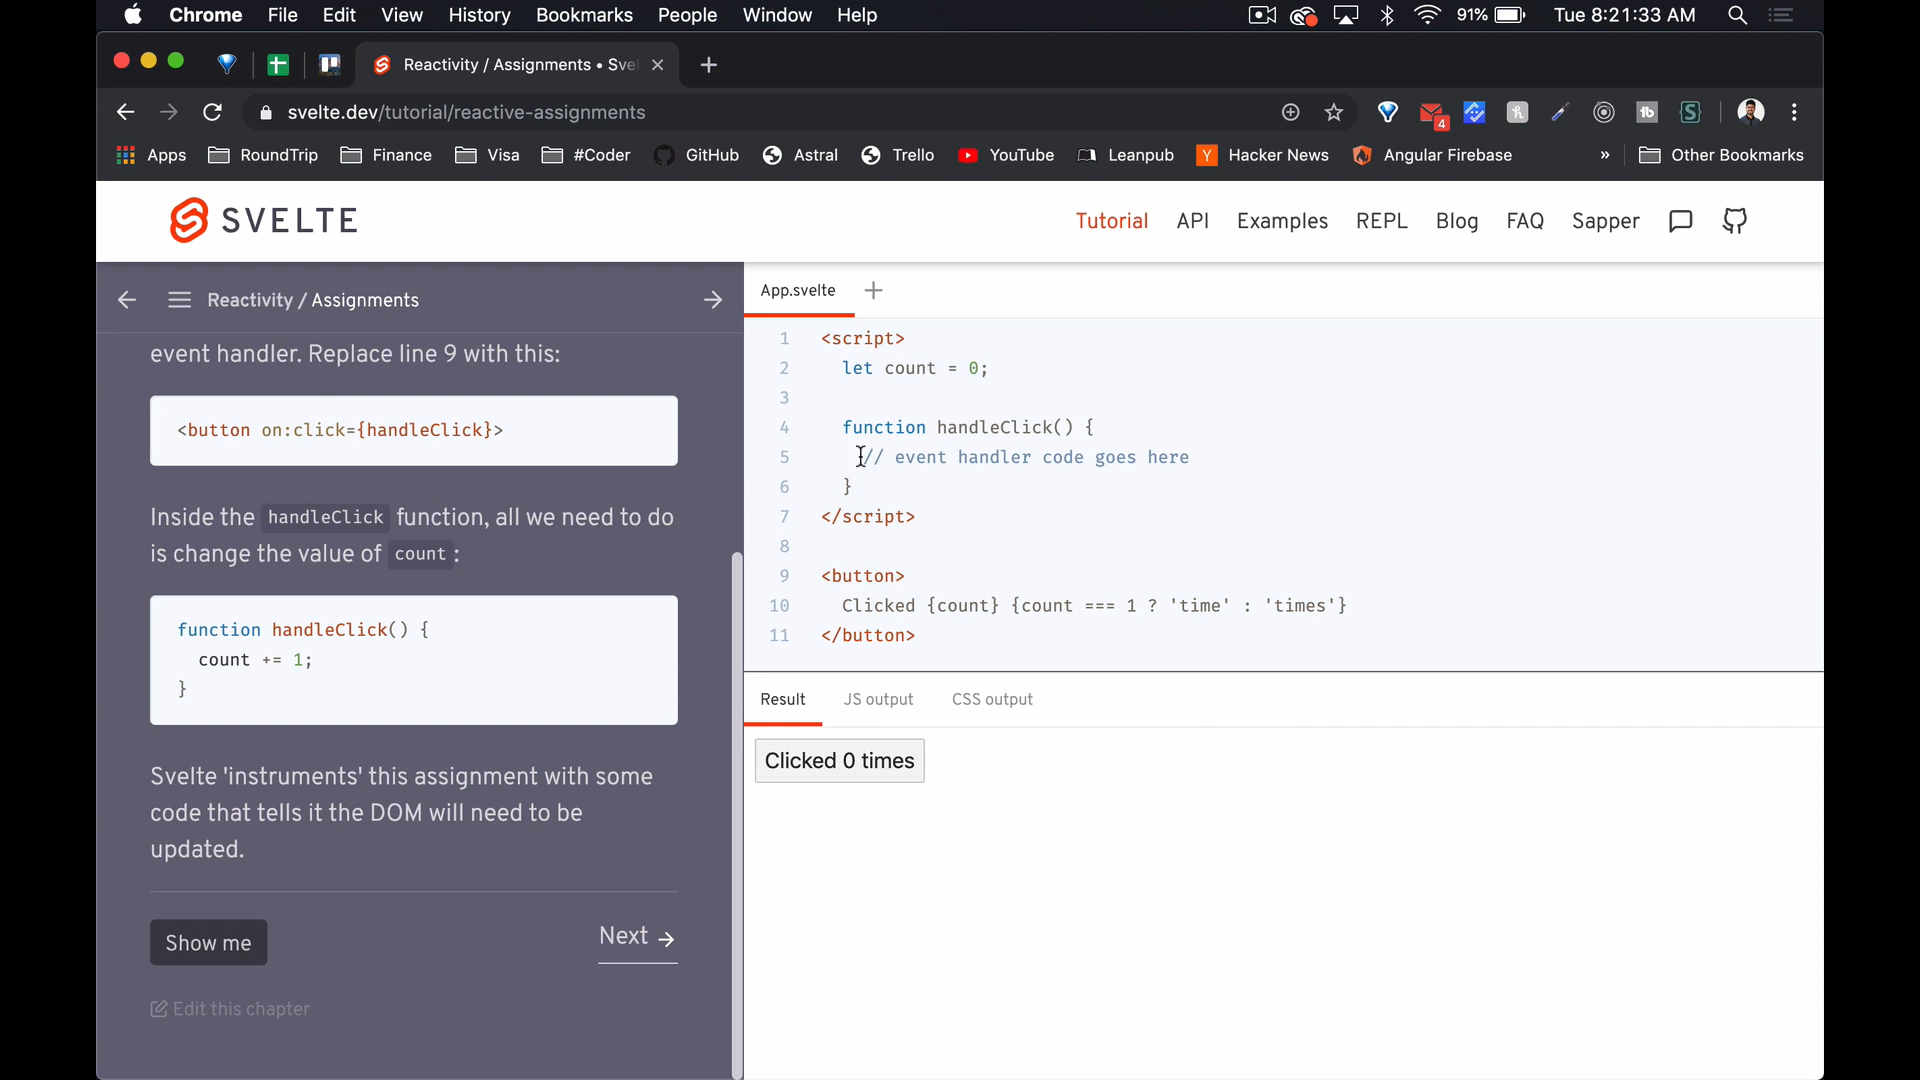 Chrome File Edit View History Bookmarks People Window Help 91% Tue 8:21:33 AM
Reactivity / Assignments • Sve
svelte.dev/tutorial/reactive-assignments 4
Apps RoundTrip Finance Visa #Coder GitHub Astral Trello YouTube Leanpub Hacker News Angular Firebase » Other Bookmarks
SVELTE Tutorial API Examples REPL Blog FAQ Sapper
Reactivity / Assignments
event handler. Replace line 9 with this:
<button on:click={handleClick}>
Inside the handleClick function, all we need to do
is change the value of count :
function handleClick() {
count += 1;
}
Svelte 'instruments' this assignment with some
code that tells it the DOM will need to be
updated.
Show me Next →
Edit this chapter
App.svelte +
1 <script>
2 let count = 0;
3
4 function handleClick() {
5 // event handler code goes here
6 }
7 </script>
8
9 <button>
10 Clicked {count} {count === 1 ? 'time' : 'times'}
11 </button>
Result JS output CSS output
Clicked 0 times